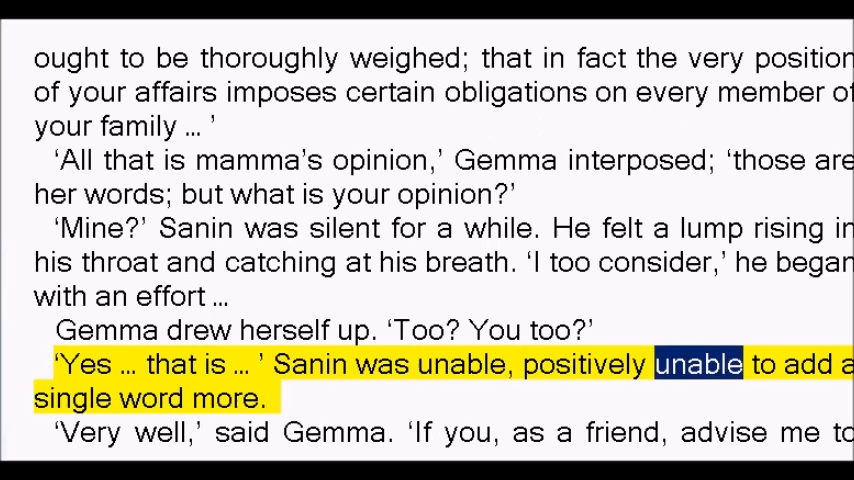 ought to be thoroughly weighed; that in fact the very position
of your affairs imposes certain obligations on every member of
your family ... ’
‘All that is mamma’s opinion,’ Gemma interposed; ‘those are
her words; but what is your opinion?’
‘Mine?’ Sanin was silent for a while. He felt a lump rising in
his throat and catching at his breath. ‘I too consider,’ he began
with an effort ...
Gemma drew herself up. ‘Too? You too?’
‘Yes ... that is ... ’ Sanin was unable, positively unable to add a
single word more.
‘Very well,’ said Gemma. ‘If you, as a friend, advise me to